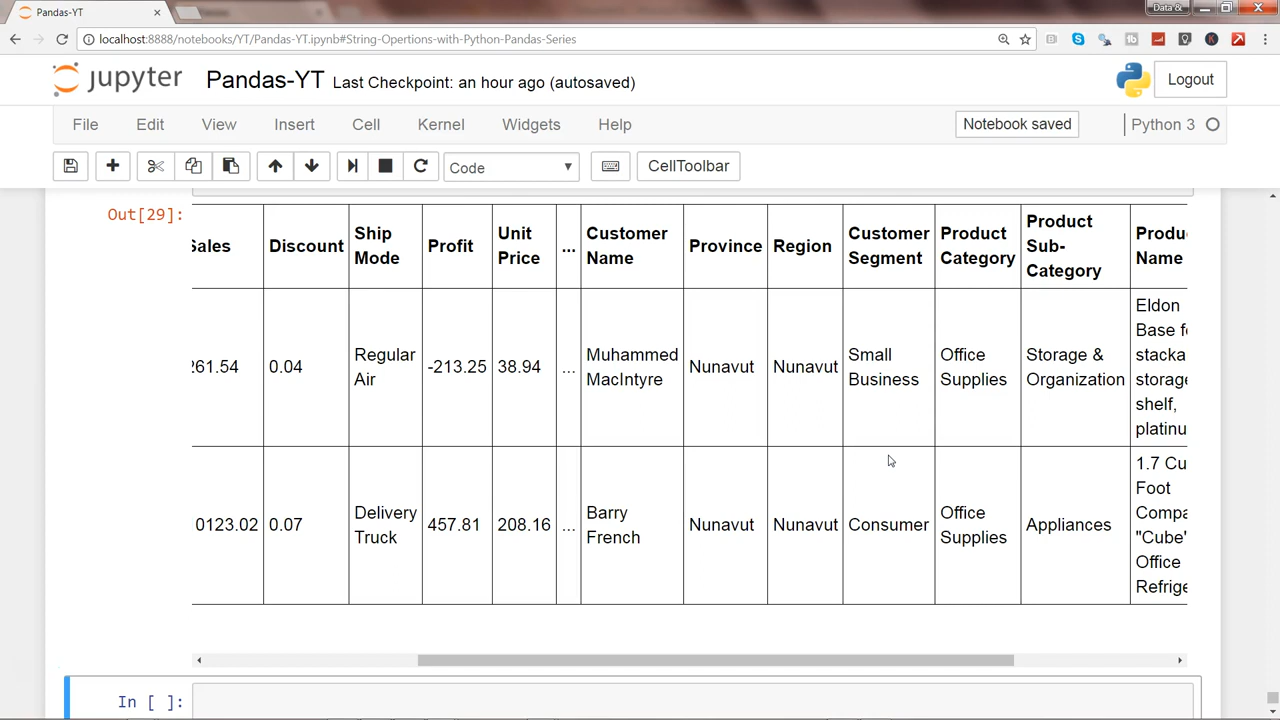 Pandas-YT
Data &
localhost:8888/notebooks/YT/Pandas-YT.ipynb#String-Opertions-with-Python-Pandas-Series
jupyter Pandas-YT Last Checkpoint: an hour ago (autosaved)
Logout
File Edit View Insert Cell Kernel Widgets Help
Notebook saved
Python 3
Code
CellToolbar
Out[29]:
Sales Discount Ship Mode Profit Unit Price ... Customer Name Province Region Customer Segment Product Category Product Sub-Category Produ Name
261.54 0.04 Regular Air -213.25 38.94 ... Muhammed MacIntyre Nunavut Nunavut Small Business Office Supplies Storage & Organization Eldon Base fo stacka storage shelf, platinu
0123.02 0.07 Delivery Truck 457.81 208.16 ... Barry French Nunavut Nunavut Consumer Office Supplies Appliances 1.7 Cu Foot Compa "Cube" Office Refrige
In [ ]: